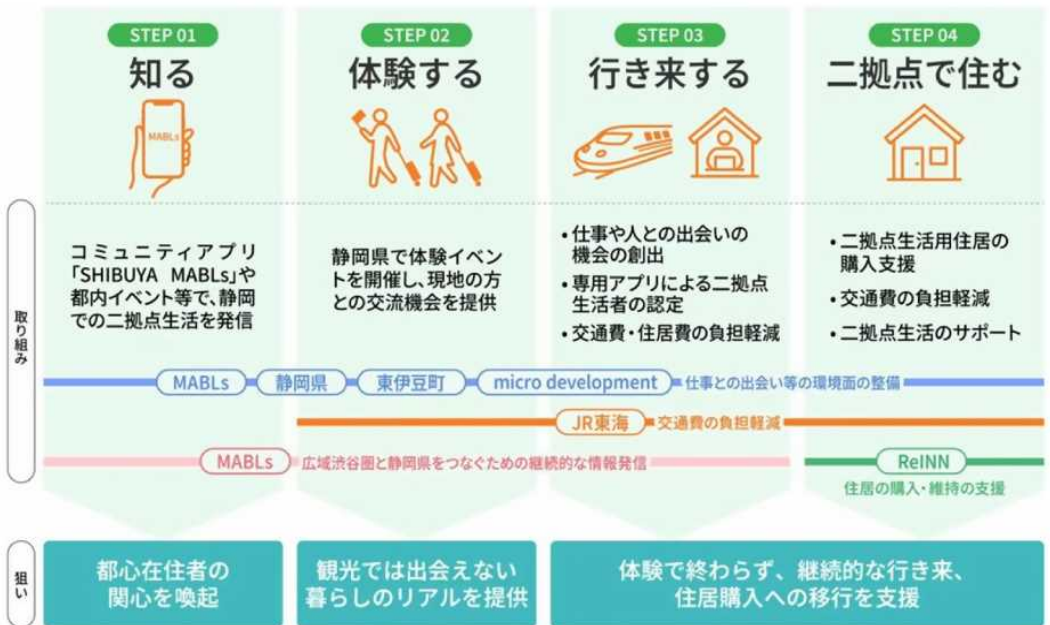 STEP 01
知る
MABLs
STEP 02
体験する
STEP 03
行き来する
STEP 04
二拠点で住む
取り組み
コミュニティアプリ
「SHIBUYA MABLs」や
都内イベント等で、静岡
での二拠点生活を発信
静岡県で体験イベン
トを開催し、現地の方
との交流機会を提供
・仕事や人との出会いの
機会の創出
・専用アプリによる二拠点
生活者の認定
・交通費・住居費の負担軽減
・二拠点生活用住居の
購入支援
・交通費の負担軽減
・二拠点生活のサポート
MABLs 静岡県 東伊豆町 micro development 仕事との出会い等の環境面の整備
JR東海 交通費の負担軽減
MABLs 広域渋谷圏と静岡県をつなぐための継続的な情報発信
ReINN
住居の購入・維持の支援
狙い
都心在住者の
関心を喚起
観光では出会えない
暮らしのリアルを提供
体験で終わらず、継続的な行き来、
住居購入への移行を支援